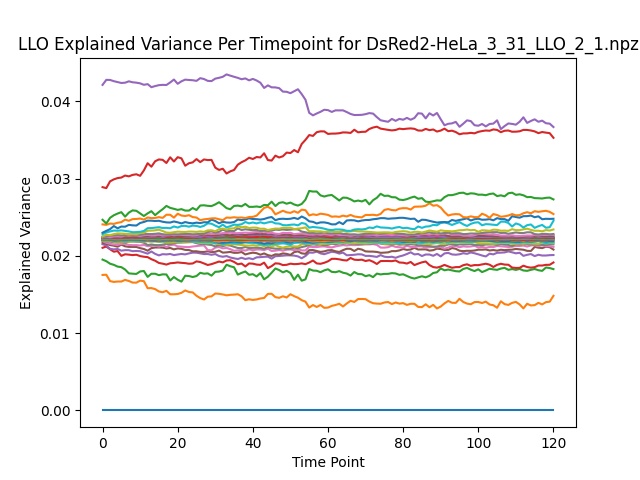 LLO Explained Variance Per Timepoint for DsRed2-HeLa_3_31_LLO_2_1.npz
Explained Variance
0.04
0.03
0.02
0.01
0.00
0 20 40 60 80 100 120
Time Point